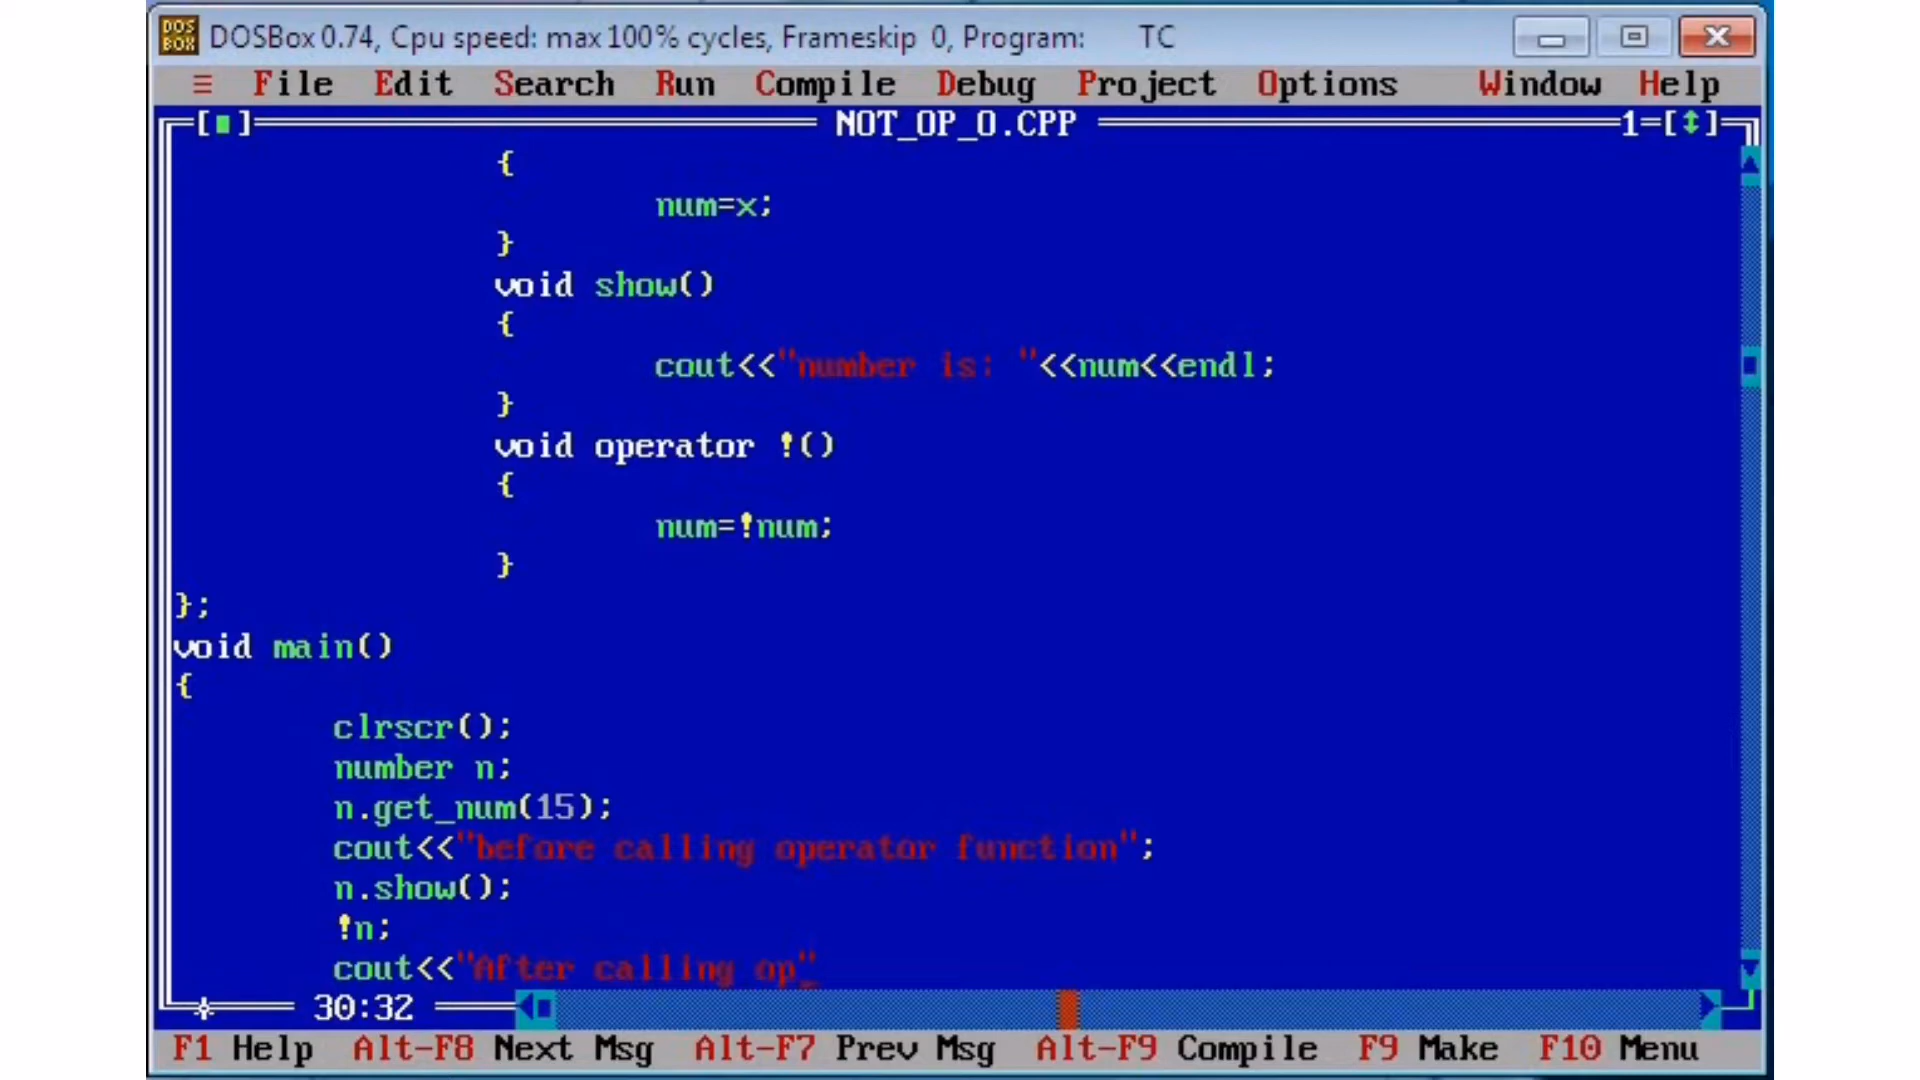 DOS BOX DOSBox 0.74, Cpu speed: max 100% cycles, Frameskip 0, Program: TC
≡ File Edit Search Run Compile Debug Project Options Window Help
[■] NOT_OP_O.CPP 1=[↕]
{
num=x;
}
void show()
{
cout<<"number is: "<<num<<endl;
}
void operator !()
{
num=!num;
}
};
void main()
{
clrscr();
number n;
n.get_num(15);
cout<<"before calling operator function";
n.show();
!n;
cout<<"After calling op"
30:32
F1 Help Alt-F8 Next Msg Alt-F7 Prev Msg Alt-F9 Compile F9 Make F10 Menu